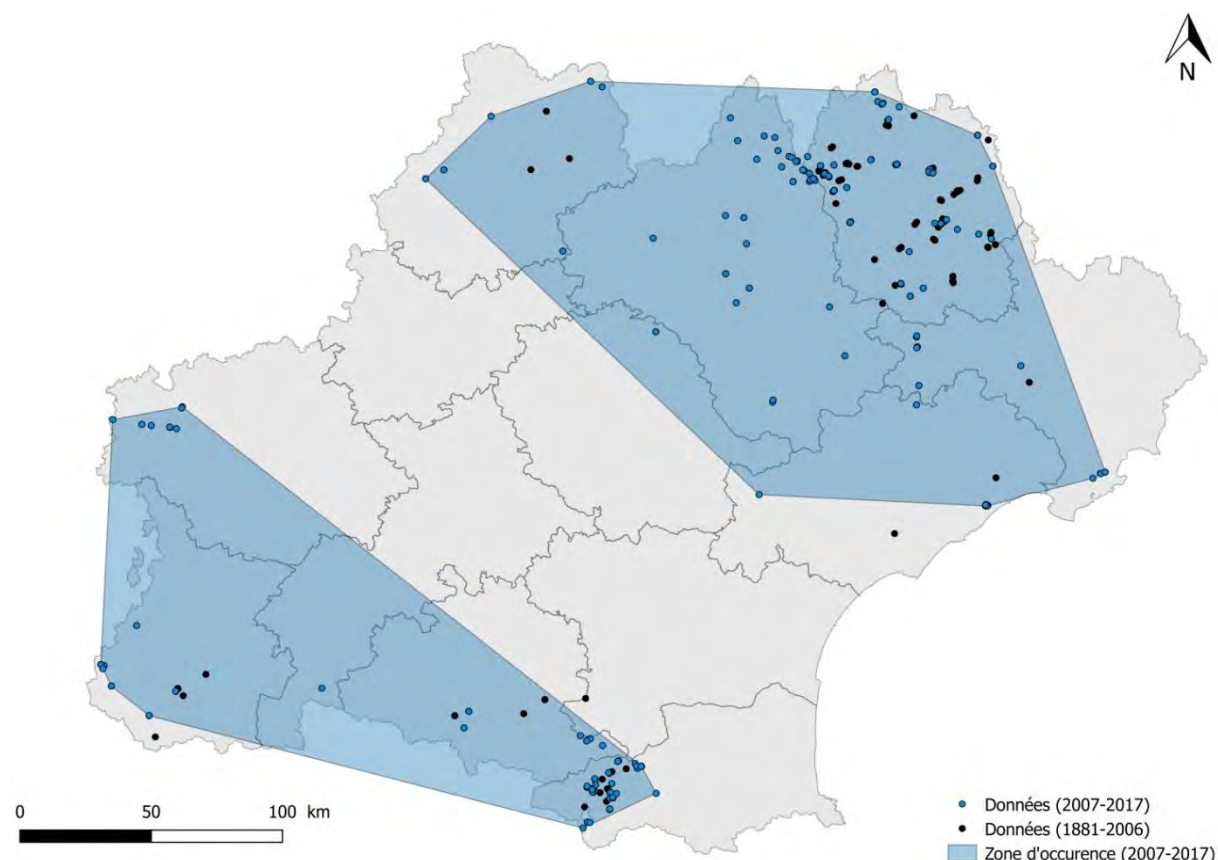 N
0 50 100 km
Données (2007-2017)
Données (1881-2006)
Zone d'occurence (2007-2017)